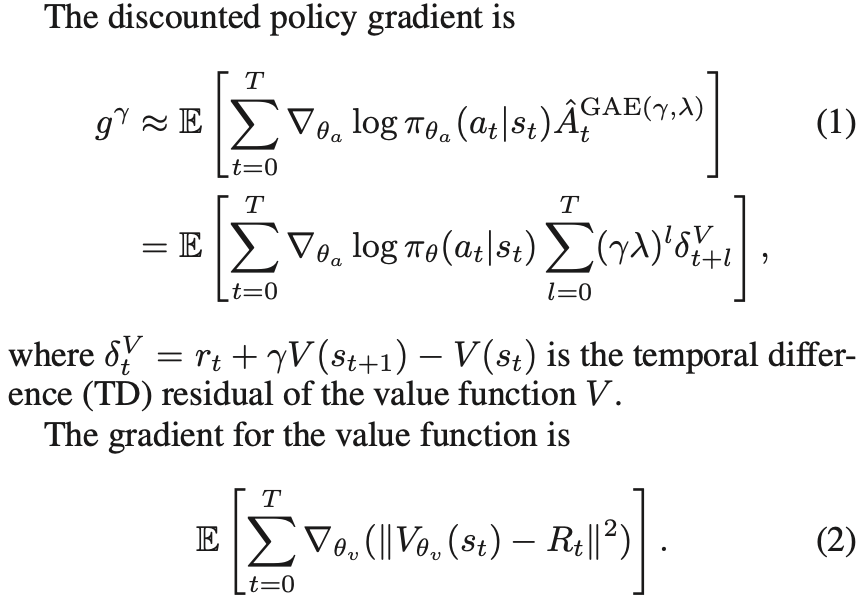 The discounted policy gradient is
$g^{\gamma} \approx \mathbb{E}\left[\sum_{t=0}^{T} \nabla_{\theta_a} \log \pi_{\theta_a}(a_t|s_t) \hat{A}_t^{\mathrm{GAE}(\gamma,\lambda)}\right]$ (1)
$= \mathbb{E}\left[\sum_{t=0}^{T} \nabla_{\theta_a} \log \pi_{\theta}(a_t|s_t) \sum_{l=0}^{T} (\gamma\lambda)^l \delta_{t+l}^{V}\right],$
where $\delta_t^V = r_t + \gamma V(s_{t+1}) - V(s_t)$ is the temporal differ-
ence (TD) residual of the value function $V$.
The gradient for the value function is
$\mathbb{E}\left[\sum_{t=0}^{T} \nabla_{\theta_v} (\|V_{\theta_v}(s_t) - R_t\|^2)\right].$ (2)